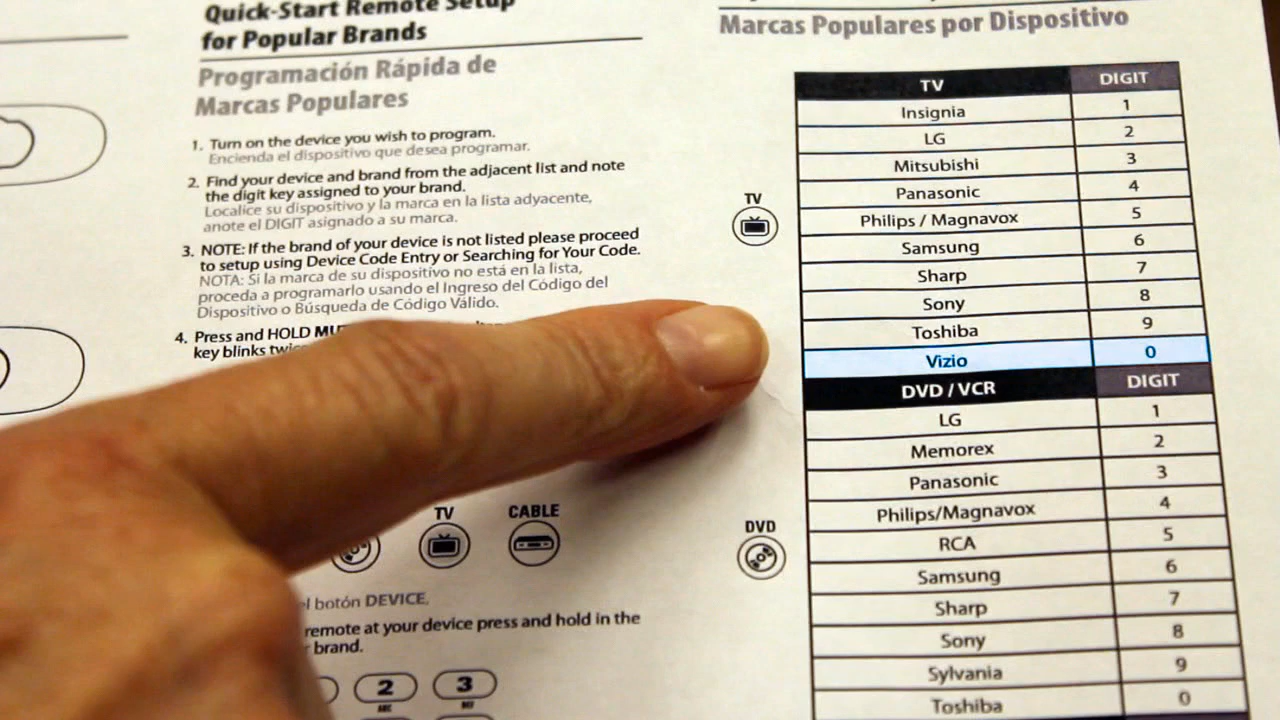 Quick-Start Remote Setup
for Popular Brands
Programación Rápida de
Marcas Populares
1. Turn on the device you wish to program.
Encienda el dispositivo que desea programar.
2. Find your device and brand from the adjacent list and note
the digit key assigned to your brand.
Localice su dispositivo y la marca en la lista adyacente,
anote el DIGIT asignado a su marca.
3. NOTE: If the brand of your device is not listed please proceed
to setup using Device Code Entry or Searching for Your Code.
NOTA: Si la marca de su dispositivo no está en la lista,
proceda a programarlo usando el Ingreso del Código del
Dispositivo o Búsqueda de Código Válido.
4. Press and HOLD
key blinks
TV CABLE
botón DEVICE.
remote at your device press and hold in the
brand.
2 3
ABC DEF
Marcas Populares por Dispositivo
TV DIGIT
Insignia 1
LG 2
Mitsubishi 3
Panasonic 4
Philips / Magnavox 5
Samsung 6
Sharp 7
Sony 8
Toshiba 9
Vizio 0
TV
DVD / VCR DIGIT
LG 1
Memorex 2
Panasonic 3
Philips/Magnavox 4
RCA 5
Samsung 6
Sharp 7
Sony 8
Sylvania 9
Toshiba 0
DVD